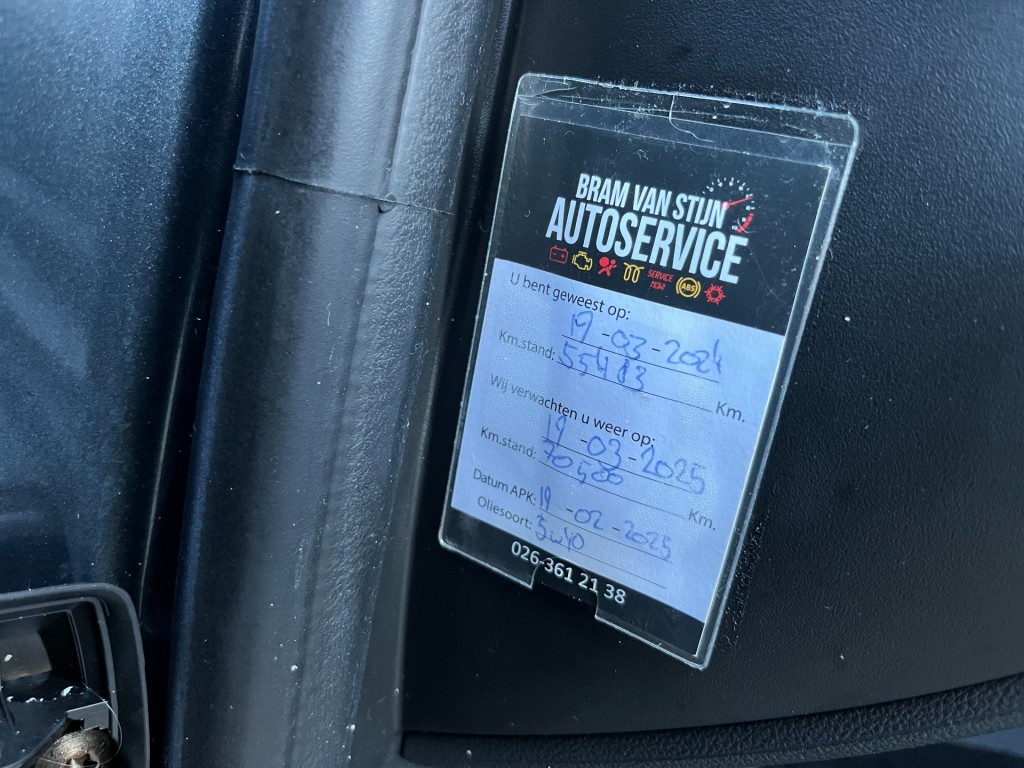 BRAM VAN STIJN
AUTOSERVICE
SERVICE NOW! ABS
U bent geweest op:
19-03-2024
Km.stand: 55483 Km.
Wij verwachten u weer op:
19-03-2025
Km.stand: 70500 Km.
Datum APK: 19-02-2025
Oliesoort: 5w40
026-361 21 38